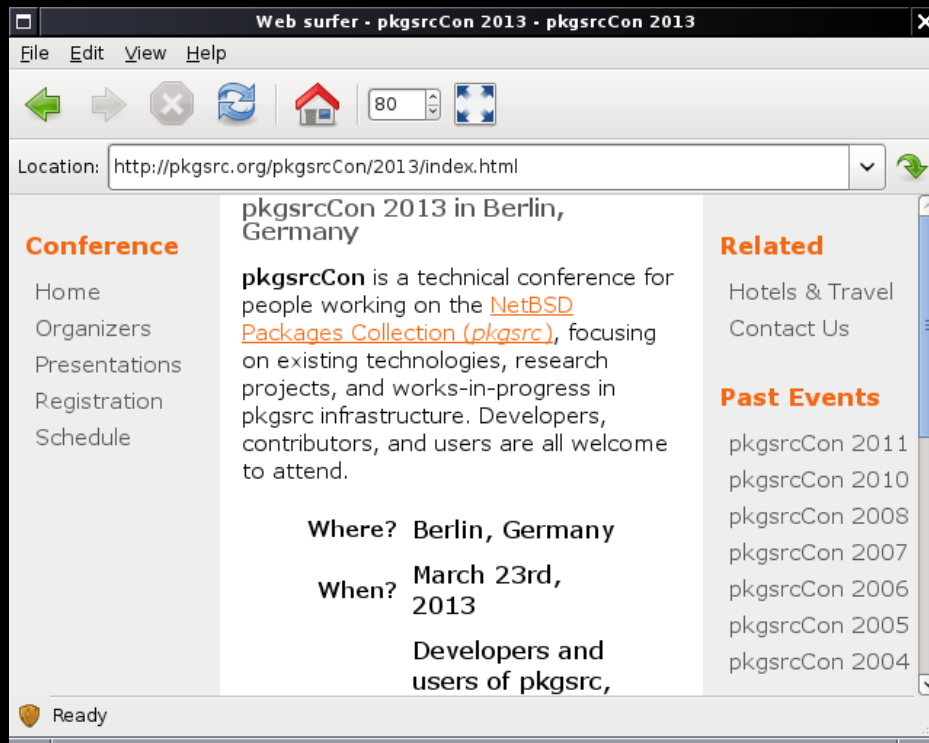 Web surfer - pkgsrcCon 2013 - pkgsrcCon 2013
File Edit View Help
80
Location: http://pkgsrc.org/pkgsrcCon/2013/index.html
Conference
Home
Organizers
Presentations
Registration
Schedule
pkgsrcCon 2013 in Berlin,
Germany
pkgsrcCon is a technical conference for
people working on the NetBSD
Packages Collection (pkgsrc), focusing
on existing technologies, research
projects, and works-in-progress in
pkgsrc infrastructure. Developers,
contributors, and users are all welcome
to attend.
Where? Berlin, Germany
When? March 23rd,
2013
Developers and
users of pkgsrc,
Related
Hotels & Travel
Contact Us
Past Events
pkgsrcCon 2011
pkgsrcCon 2010
pkgsrcCon 2008
pkgsrcCon 2007
pkgsrcCon 2006
pkgsrcCon 2005
pkgsrcCon 2004
Ready